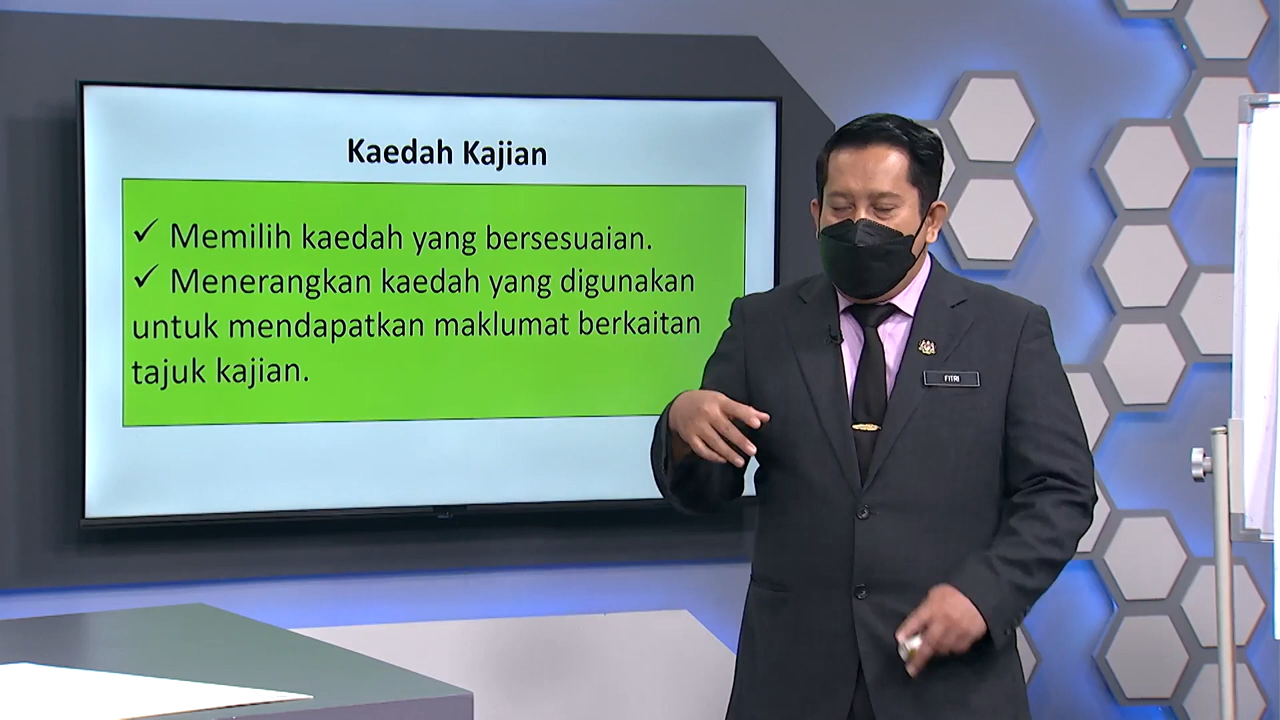 Kaedah Kajian
✓ Memilih kaedah yang bersesuaian.
✓ Menerangkan kaedah yang digunakan
untuk mendapatkan maklumat berkaitan
tajuk kajian.
FITRI